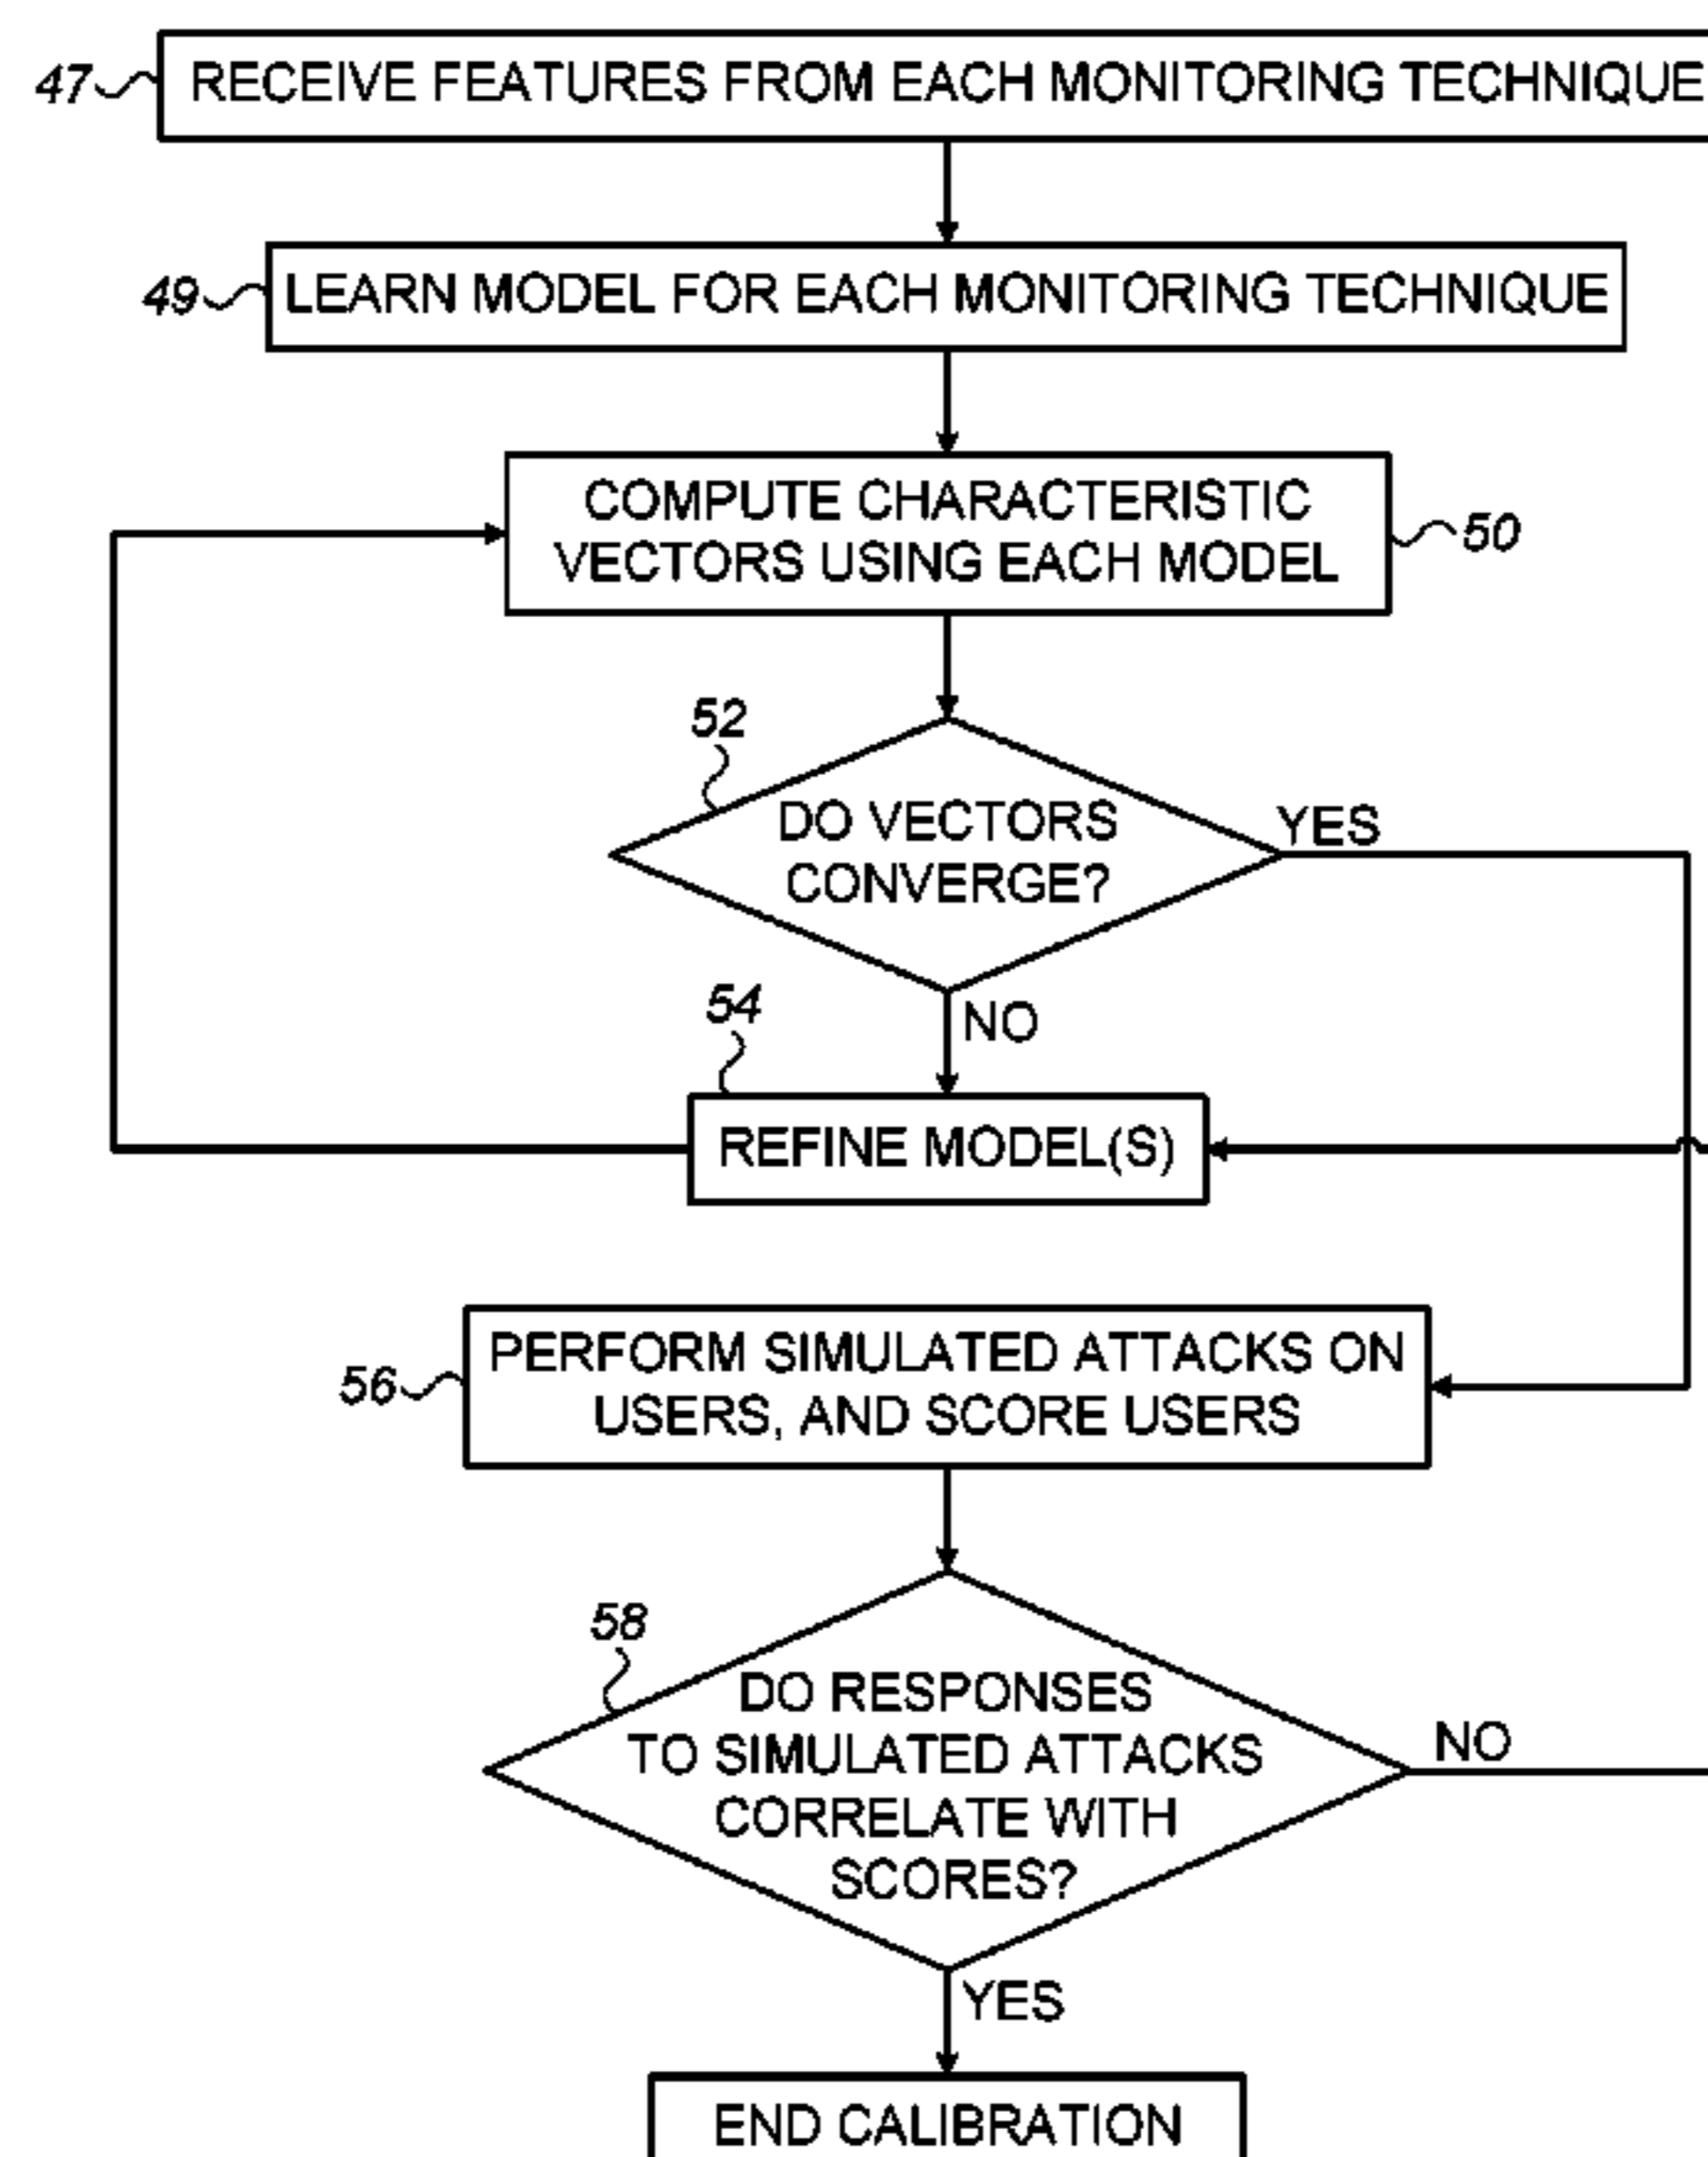 47
RECEIVE FEATURES FROM EACH MONITORING TECHNIQUE
49
LEARN MODEL FOR EACH MONITORING TECHNIQUE
COMPUTE CHARACTERISTIC
VECTORS USING EACH MODEL
50
52
DO VECTORS
CONVERGE?
YES
NO
54
REFINE MODEL(S)
56
PERFORM SIMULATED ATTACKS ON
USERS, AND SCORE USERS
58
DO RESPONSES
TO SIMULATED ATTACKS
CORRELATE WITH
SCORES?
NO
YES
END CALIBRATION